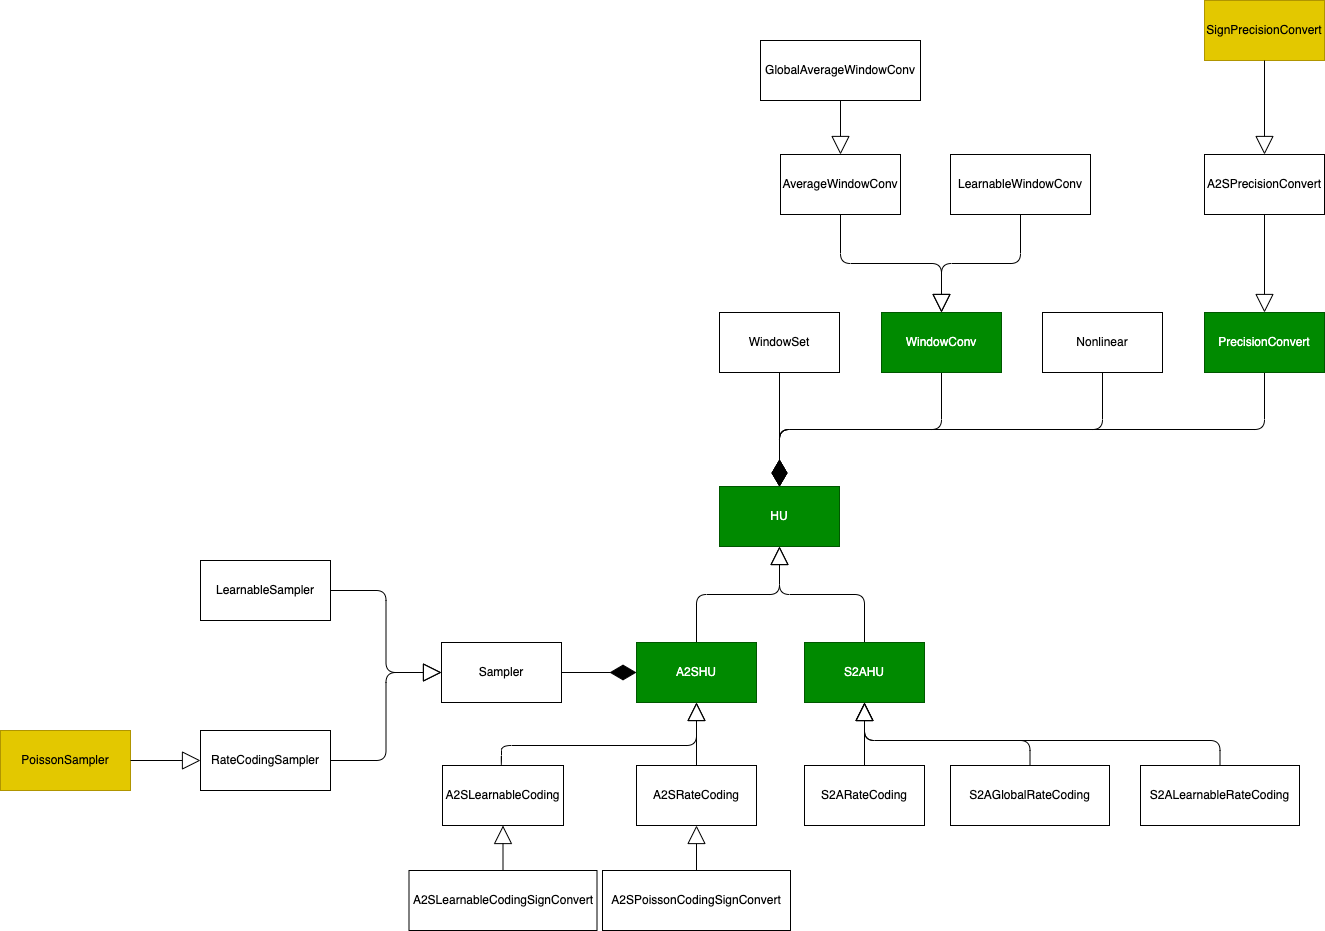 SignPrecisionConvert
GlobalAverageWindowConv
AverageWindowConv
LearnableWindowConv
A2SPrecisionConvert
WindowSet
WindowConv
Nonlinear
PrecisionConvert
HU
LearnableSampler
Sampler
A2SHU
S2AHU
PoissonSampler
RateCodingSampler
A2SLearnableCoding
A2SRateCoding
S2ARateCoding
S2AGlobalRateCoding
S2ALearnableRateCoding
A2SLearnableCodingSignConvert
A2SPoissonCodingSignConvert